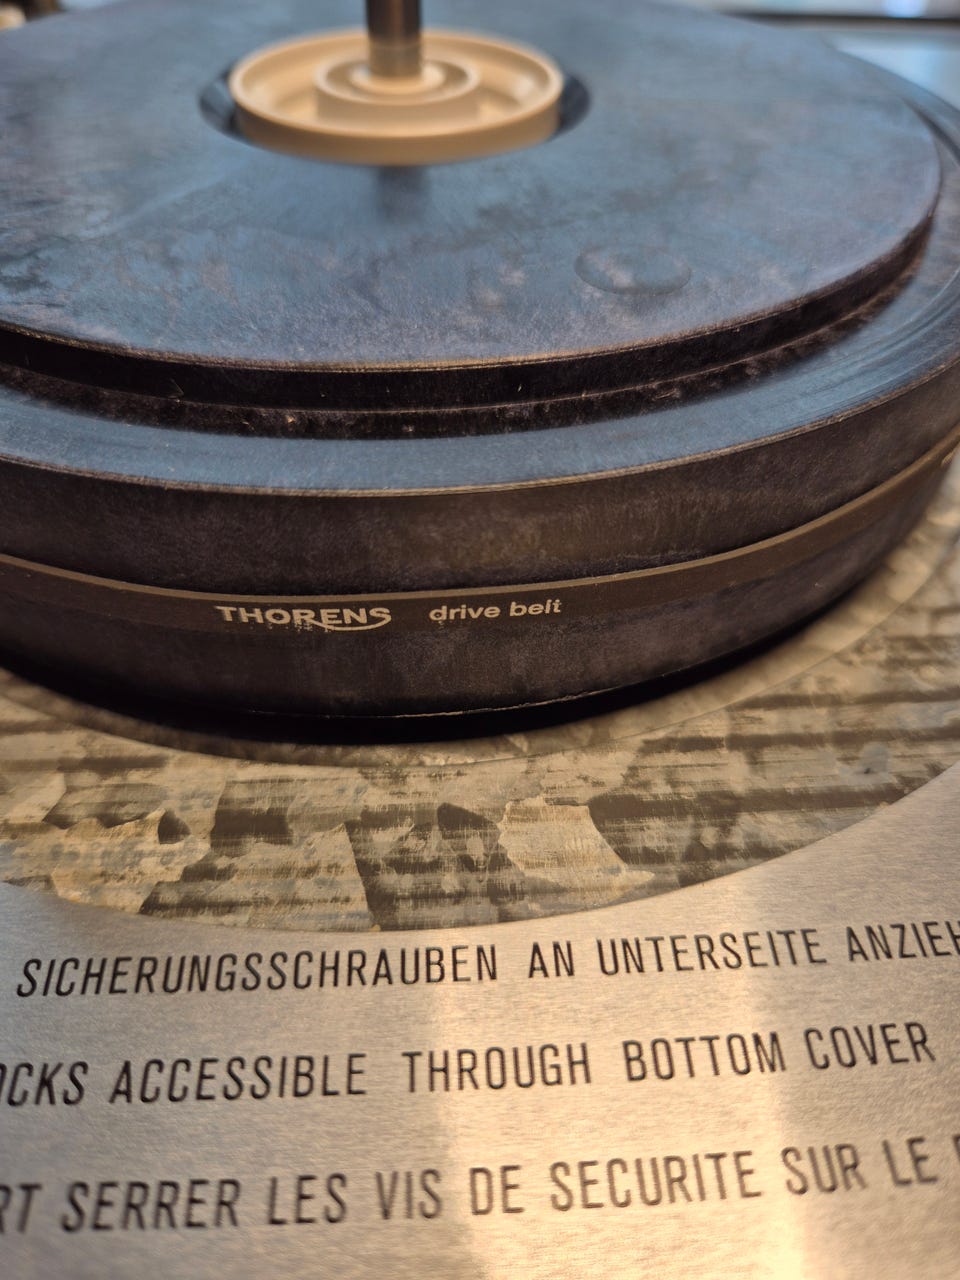 THORENS drive belt
SICHERUNGSSCHRAUBEN AN UNTERSEITE
ACCESSIBLE THROUGH BOTTOM COVER
SERRER LES VIS DE SECURITE SUR LE